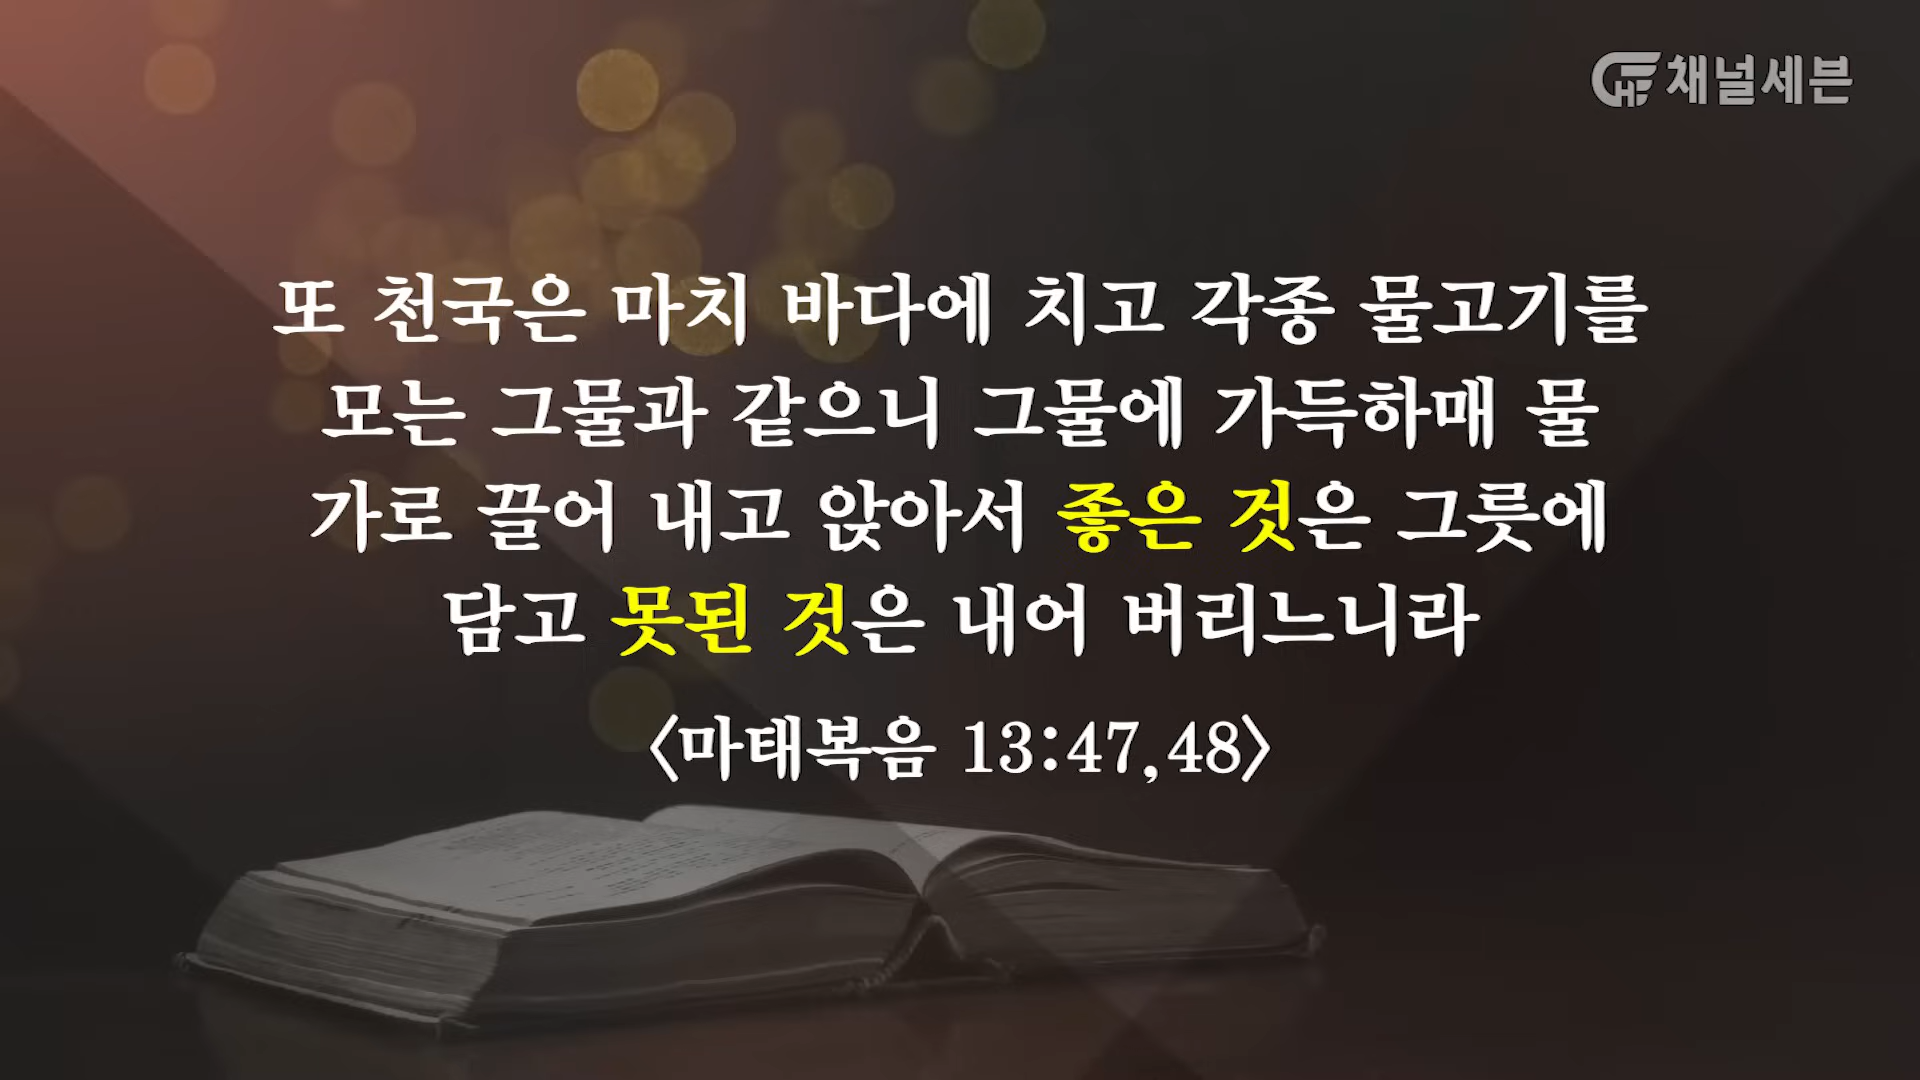 채널세븐
또 천국은 마치 바다에 치고 각종 물고기를
모는 그물과 같으니 그물에 가득하매 물
가로 끌어 내고 앉아서 좋은 것은 그릇에
담고 못된 것은 내어 버리느니라
<마태복음 13:47,48>